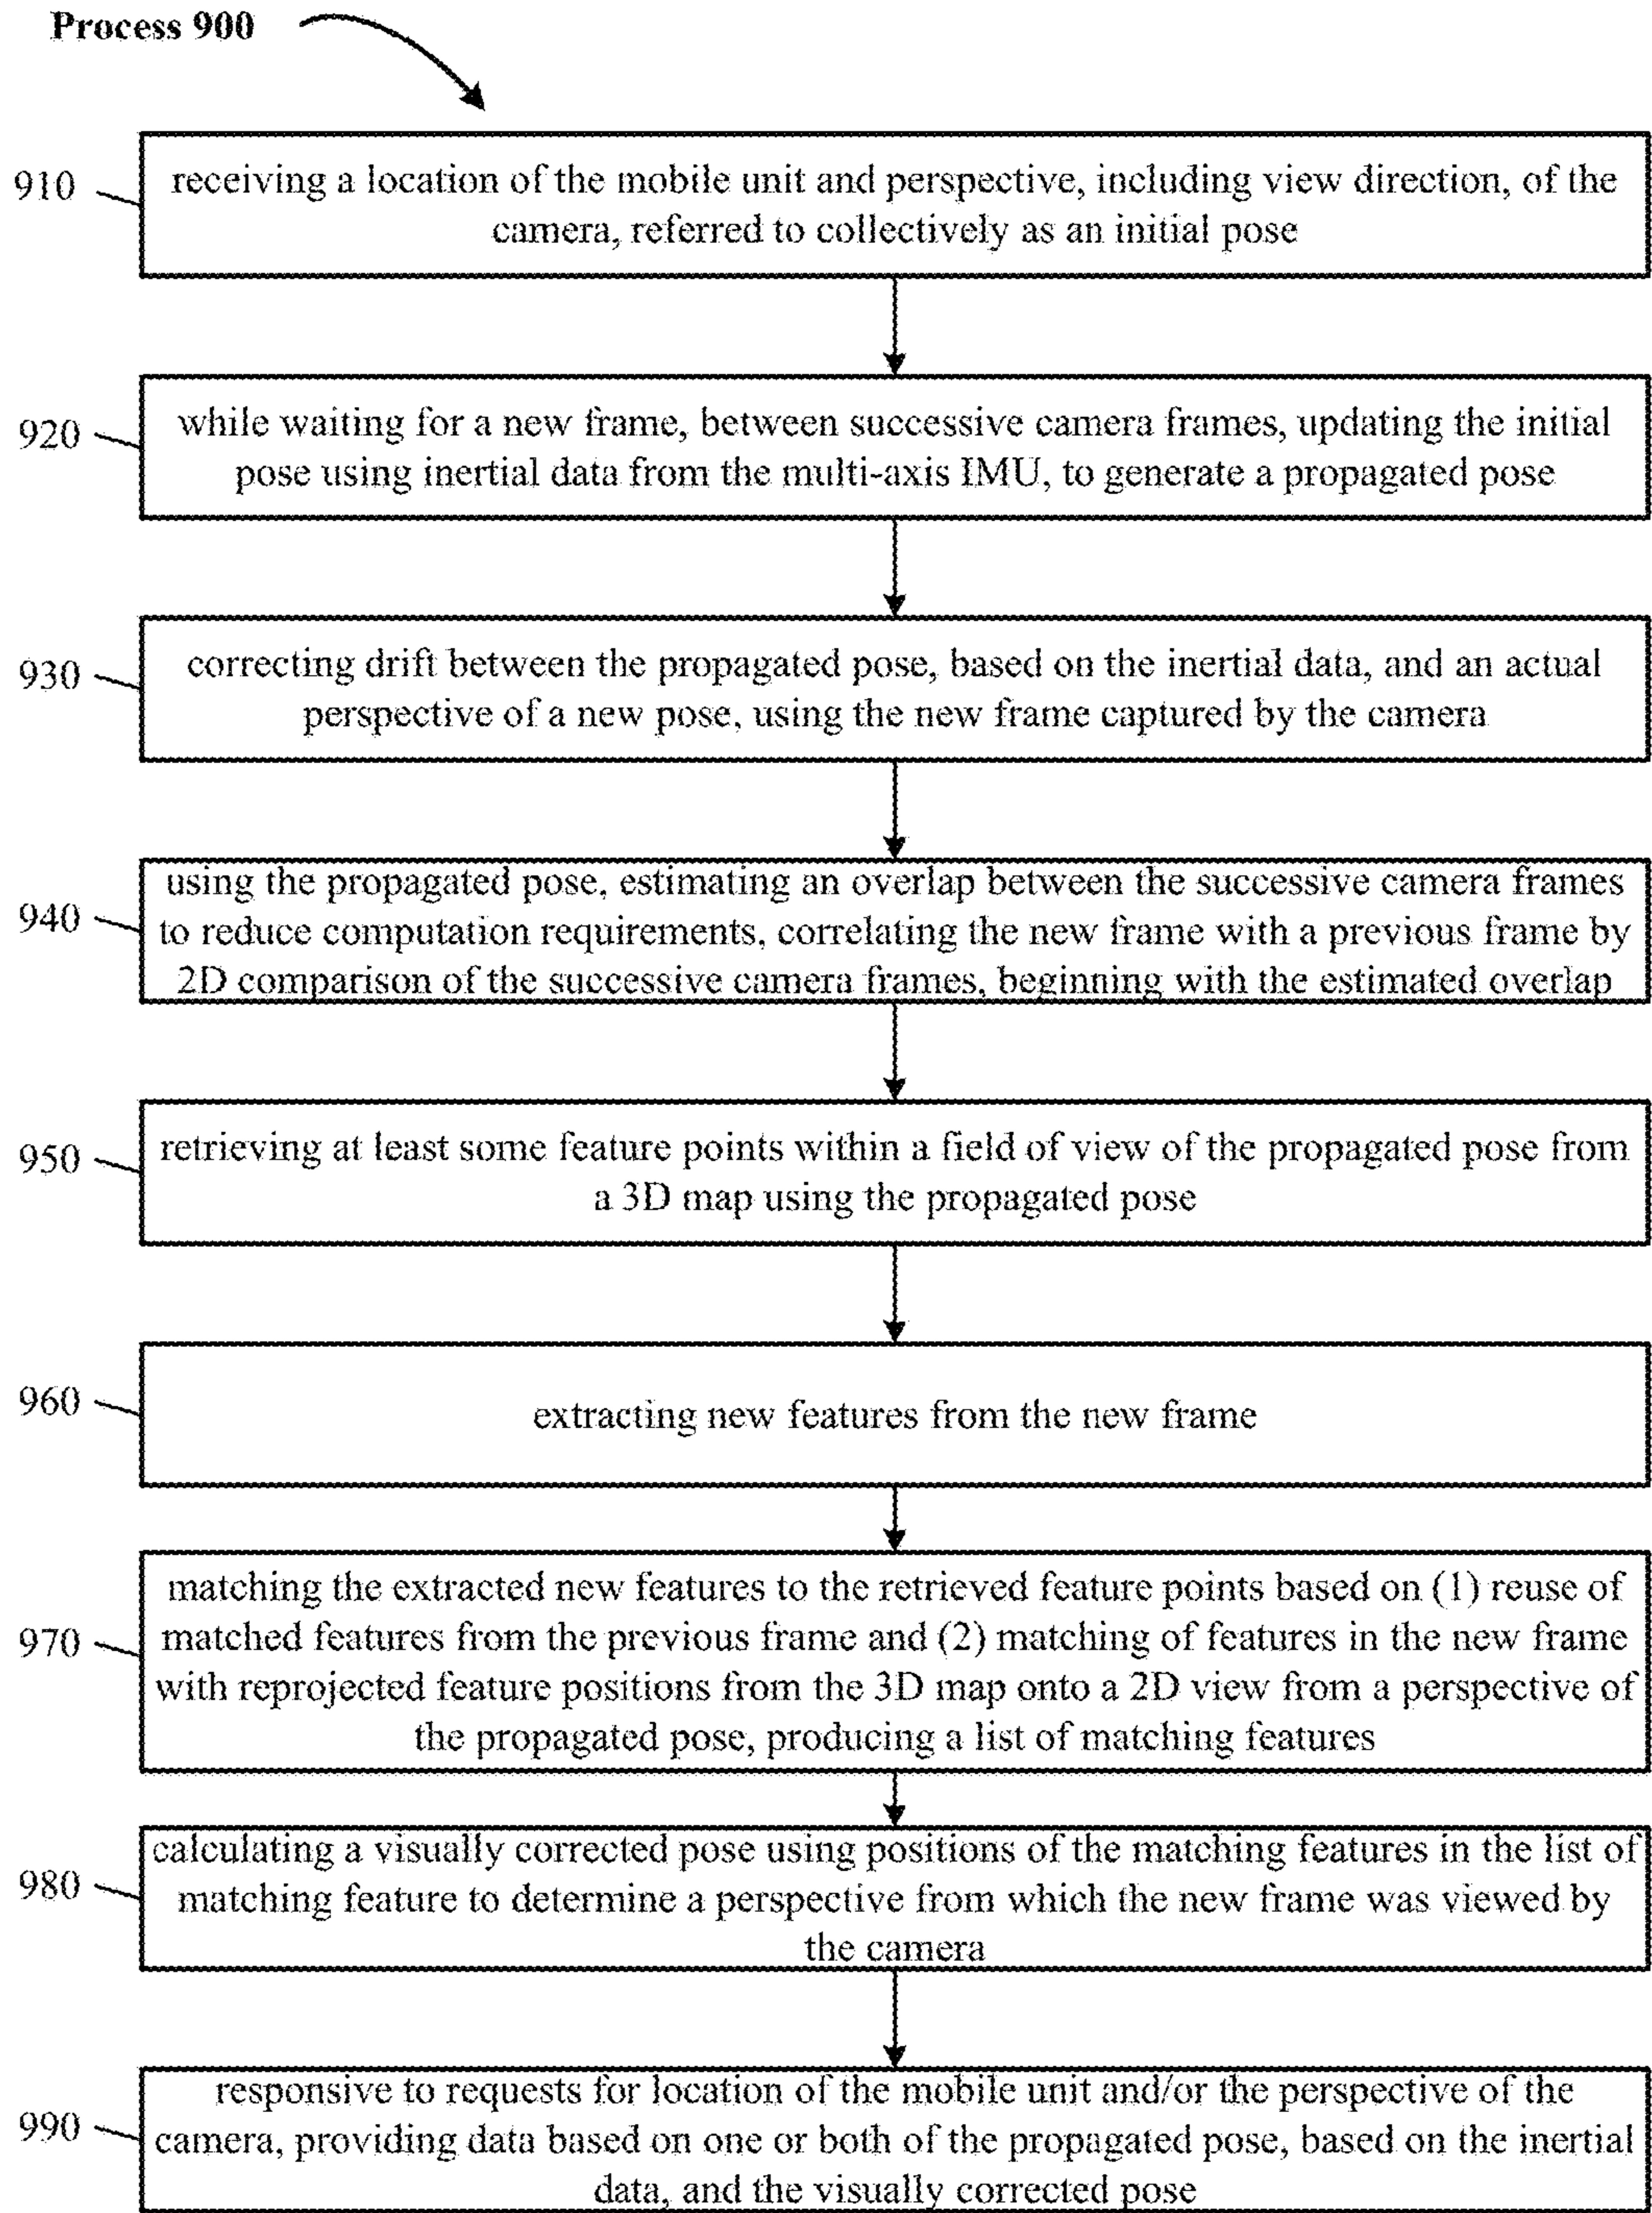 Process 900
910
receiving a location of the mobile unit and perspective, including view direction, of the
camera, referred to collectively as an initial pose
920
while waiting for a new frame, between successive camera frames, updating the initial
pose using inertial data from the multi-axis IMU, to generate a propagated pose
930
correcting drift between the propagated pose, based on the inertial data, and an actual
perspective of a new pose, using the new frame captured by the camera
940
using the propagated pose, estimating an overlap between the successive camera frames
to reduce computation requirements, correlating the new frame with a previous frame by
2D comparison of the successive camera frames, beginning with the estimated overlap
950
retrieving at least some feature points within a field of view of the propagated pose from
a 3D map using the propagated pose
960
extracting new features from the new frame
970
matching the extracted new features to the retrieved feature points based on (1) reuse of
matched features from the previous frame and (2) matching of features in the new frame
with reprojected feature positions from the 3D map onto a 2D view from a perspective of
the propagated pose, producing a list of matching features
980
calculating a visually corrected pose using positions of the matching features in the list of
matching feature to determine a perspective from which the new frame was viewed by
the camera
990
responsive to requests for location of the mobile unit and/or the perspective of the
camera, providing data based on one or both of the propagated pose, based on the inertial
data, and the visually corrected pose